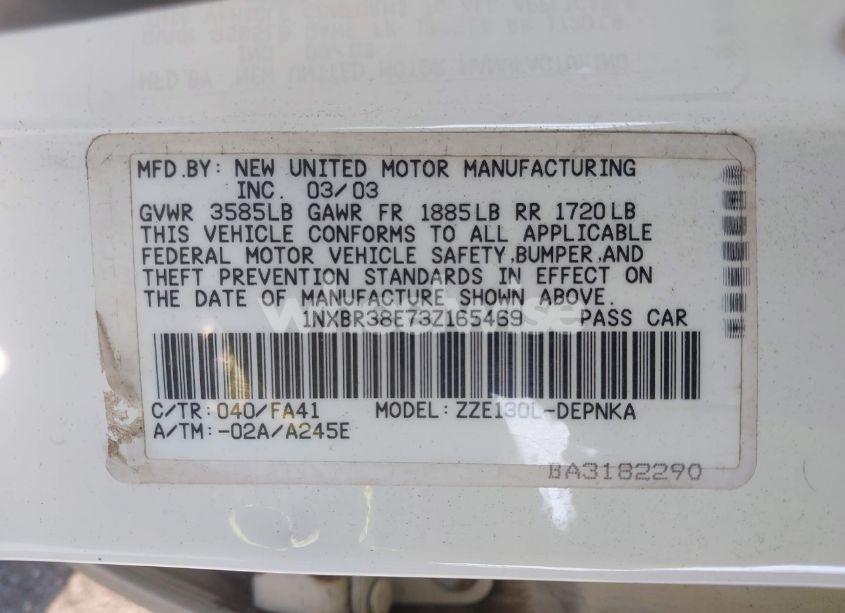 MFD.BY: NEW UNITED MOTOR MANUFACTURING
INC. 03/03
GVWR 3585LB GAWR FR 1885LB RR 1720LB
THIS VEHICLE CONFORMS TO ALL APPLICABLE
FEDERAL MOTOR VEHICLE SAFETY,BUMPER,AND
THEFT PREVENTION STANDARDS IN EFFECT ON
THE DATE OF MANUFACTURE SHOWN ABOVE.
1NXBR38E73Z165469 PASS CAR
C/TR:040/FA41 MODEL:ZZE130L-DEPNKA
A/TM:-02A/A245E
BA3182290